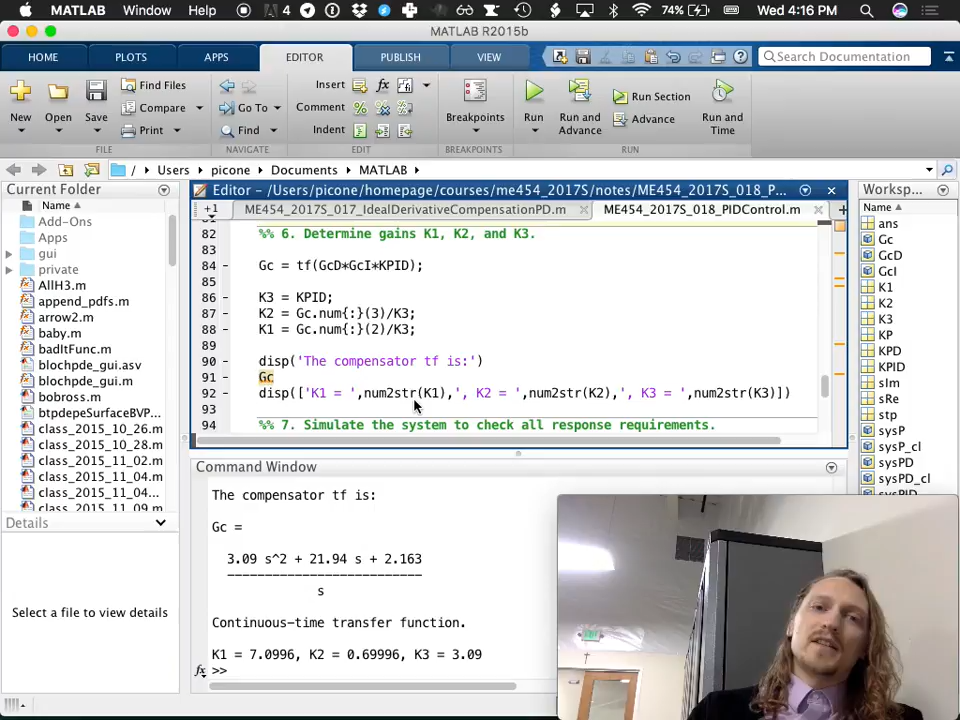 MATLAB Window Help 4 74% Wed 4:16 PM
MATLAB R2015b
HOME PLOTS APPS EDITOR PUBLISH VIEW Search Documentation
New Open Save Find Files Compare Print Go To Find Insert Comment Indent fx Breakpoints Run Run and Advance Run Section Advance Run and Time
FILE NAVIGATE EDIT BREAKPOINTS RUN
/ Users picone Documents MATLAB
Current Folder
Name
Add-Ons
Apps
gui
private
AllH3.m
append_pdfs.m
arrow2.m
baby.m
badItFunc.m
blochpde_gui.asv
blochpde_gui.m
bobross.m
btpdepeSurfaceBVP...
class_2015_10_26.m
class_2015_10_28.m
class_2015_11_02.m
class_2015_11_04.m
class_2015_11_04...
class_2015_11_09.m
Details
Select a file to view details
Editor – /Users/picone/homepage/courses/me454_2017S/notes/ME454_2017S_018_P...
+1 ME454_2017S_017_IdealDerivativeCompensationPD.m ME454_2017S_018_PIDControl.m
81
82 %% 6. Determine gains K1, K2, and K3.
83
84 Gc = tf(GcD*GcI*KPID);
85
86 K3 = KPID;
87 K2 = Gc.num{:}(3)/K3;
88 K1 = Gc.num{:}(2)/K3;
89
90 disp('The compensator tf is:')
91 Gc
92 disp(['K1 = ',num2str(K1),', K2 = ',num2str(K2),', K3 = ',num2str(K3)])
93
94 %% 7. Simulate the system to check all response requirements.
Command Window
The compensator tf is:
Gc =
3.09 s^2 + 21.94 s + 2.163
--------------------------
s
Continuous-time transfer function.
K1 = 7.0996, K2 = 0.69996, K3 = 3.09
fx >>
Worksp...
Name
ans
Gc
GcD
GcI
K1
K2
K3
KP
KPD
KPID
sIm
sRe
stp
sysP
sysP_cl
sysPD
sysPD_cl
sysPID